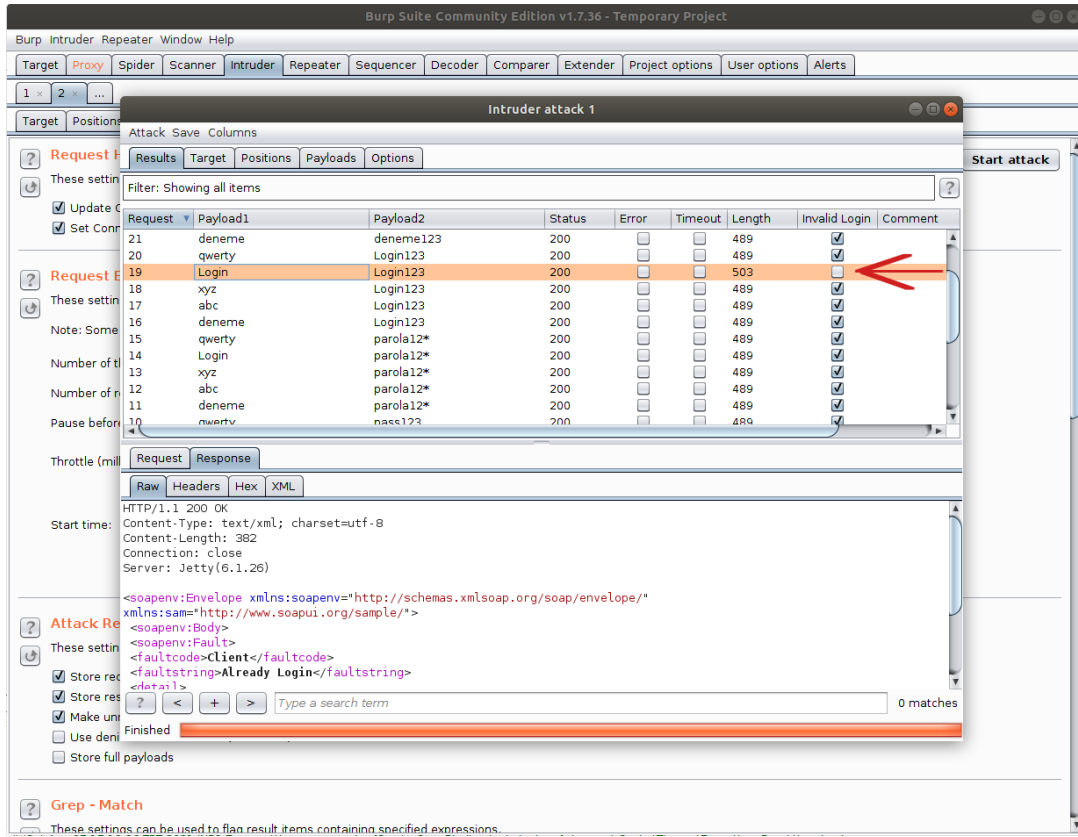 Burp Suite Community Edition v1.7.36 - Temporary Project
Burp Intruder Repeater Window Help
Target Proxy Spider Scanner Intruder Repeater Sequencer Decoder Comparer Extender Project options User options Alerts
1 × 2 × ...
Target Positions
Intruder attack 1
Attack Save Columns
Results Target Positions Payloads Options
Filter: Showing all items ?
Request Payload1 Payload2 Status Error Timeout Length Invalid Login Comment
21 deneme deneme123 200 489
20 qwerty Login123 200 489
19 Login Login123 200 503
18 xyz Login123 200 489
17 abc Login123 200 489
16 deneme Login123 200 489
15 qwerty parola12* 200 489
14 Login parola12* 200 489
13 xyz parola12* 200 489
12 abc parola12* 200 489
11 deneme parola12* 200 489
10 qwerty pass123 200 489
Request Response
Raw Headers Hex XML
HTTP/1.1 200 OK
Content-Type: text/xml; charset=utf-8
Content-Length: 382
Connection: close
Server: Jetty(6.1.26)
<soapenv:Envelope xmlns:soapenv="http://schemas.xmlsoap.org/soap/envelope/"
xmlns:sam="http://www.soapui.org/sample/">
<soapenv:Body>
<soapenv:Fault>
<faultcode>Client</faultcode>
<faultstring>Already Login</faultstring>
<detail>
? < + > Type a search term 0 matches
Finished
Start attack
? Request H
These settin
Update C
Set Conn
? Request E
These settin
Note: Some
Number of t
Number of r
Pause befor
Throttle (mil
Start time:
? Attack Re
These settin
Store rec
Store res
Make unr
Use deni
Store full payloads
? Grep - Match
These settings can be used to flag result items containing specified expressions.